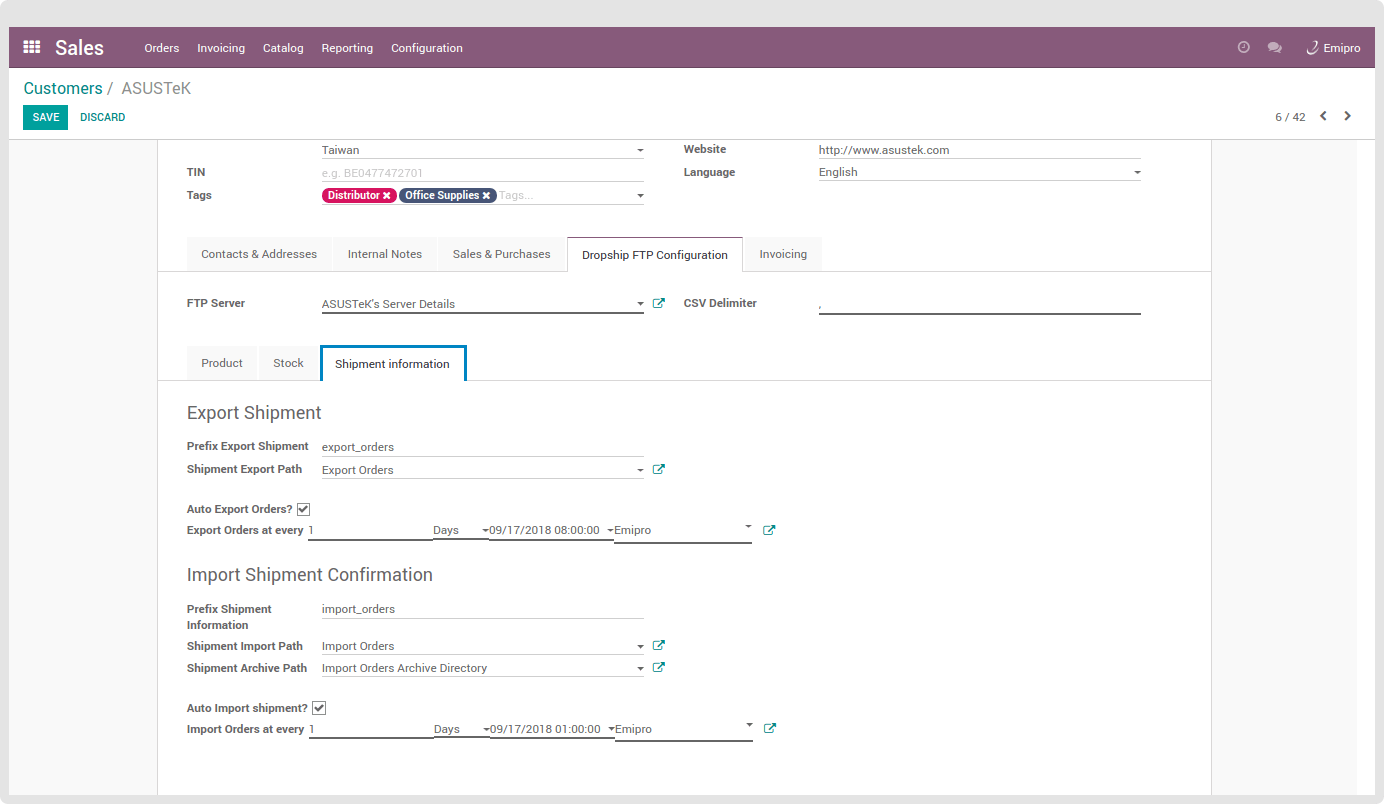 Sales Orders Invoicing Catalog Reporting Configuration Emipro
Customers / ASUSTeK
SAVE DISCARD 6 / 42
Taiwan Website http://www.asustek.com
TIN e.g. BE0477472701 Language English
Tags Distributor Office Supplies Tags...
Contacts & Addresses Internal Notes Sales & Purchases Dropship FTP Configuration Invoicing
FTP Server ASUSTeK's Server Details CSV Delimiter ,
Product Stock Shipment information
Export Shipment
Prefix Export Shipment export_orders
Shipment Export Path Export Orders
Auto Export Orders?
Export Orders at every 1 Days 09/17/2018 08:00:00 Emipro
Import Shipment Confirmation
Prefix Shipment import_orders
Information
Shipment Import Path Import Orders
Shipment Archive Path Import Orders Archive Directory
Auto Import shipment?
Import Orders at every 1 Days 09/17/2018 01:00:00 Emipro